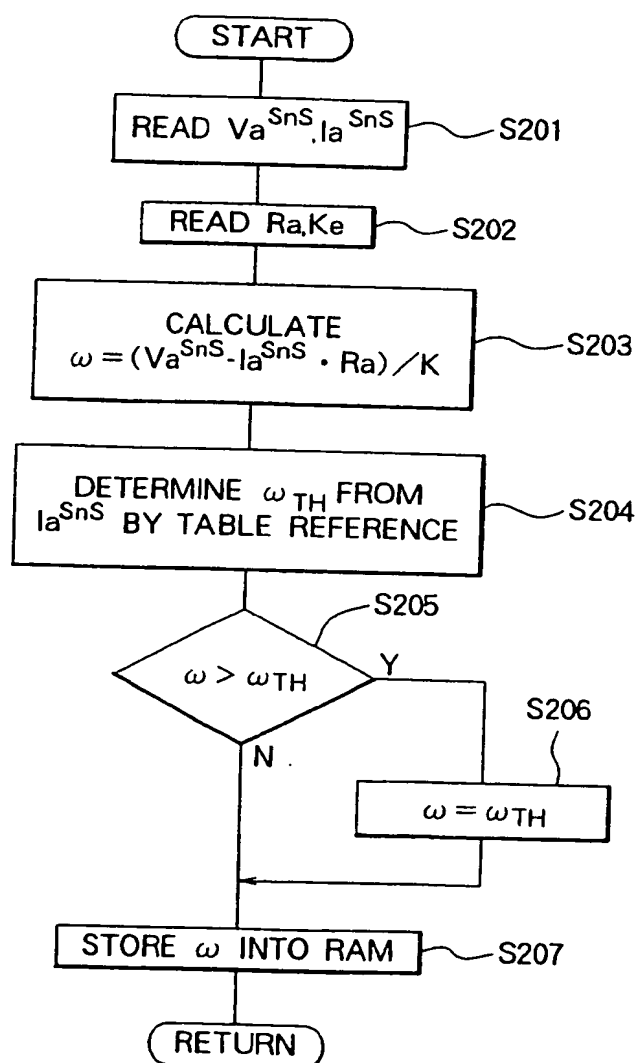 START
READ Va^SnS, Ia^SnS
S201
READ Ra,Ke
S202
CALCULATE
ω=(Va^SnS-Ia^SnS・Ra)/K
S203
DETERMINE ω_TH FROM
Ia^SnS BY TABLE REFERENCE
S204
S205
ω > ω_TH
Y
N
S206
ω = ω_TH
STORE ω INTO RAM
S207
RETURN